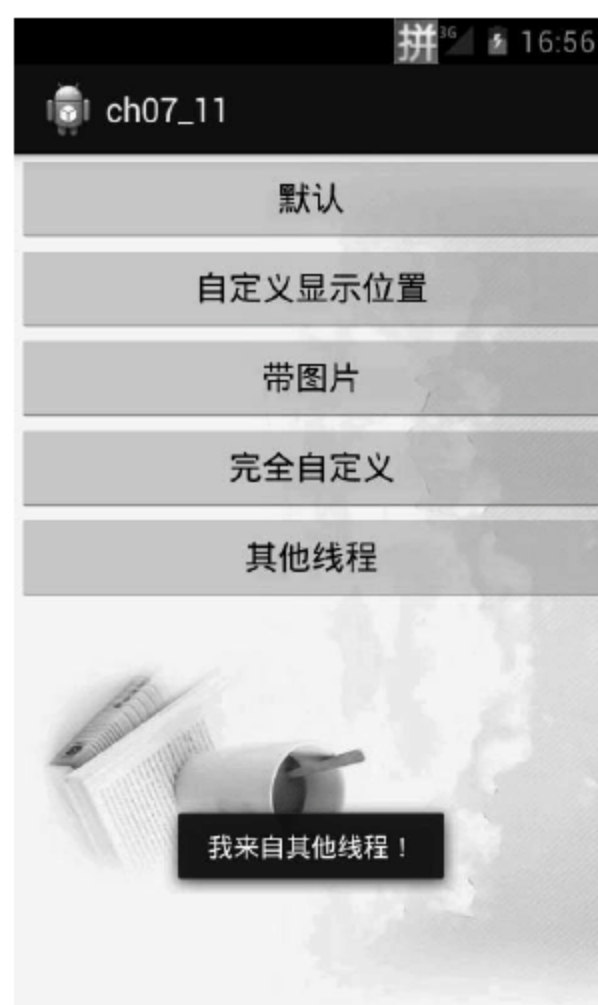 拼 3G 16:56
ch07_11
默认
自定义显示位置
带图片
完全自定义
其他线程
我来自其他线程！